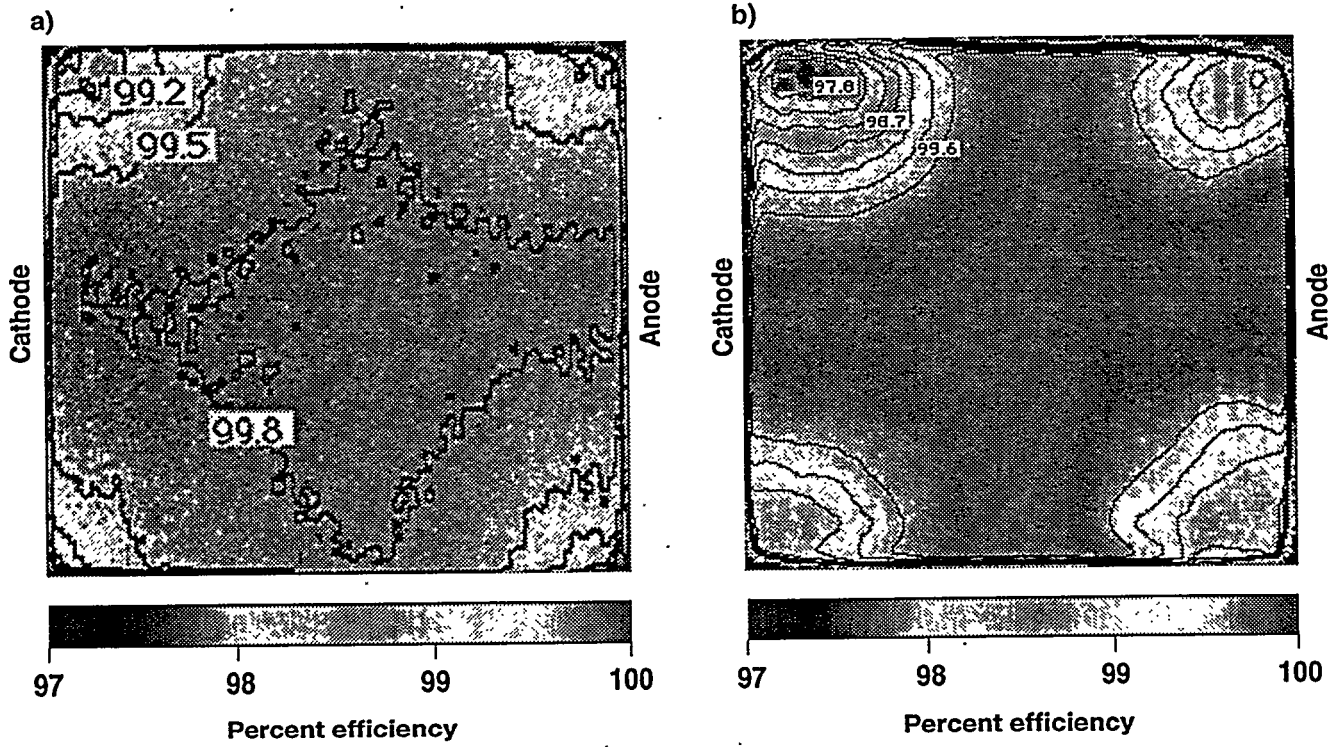 a)
99.2
99.5
99.8
Cathode
Anode
97 98 99 100
Percent efficiency
b)
97.8
98.7
99.6
Cathode
Anode
97 98 99 100
Percent efficiency